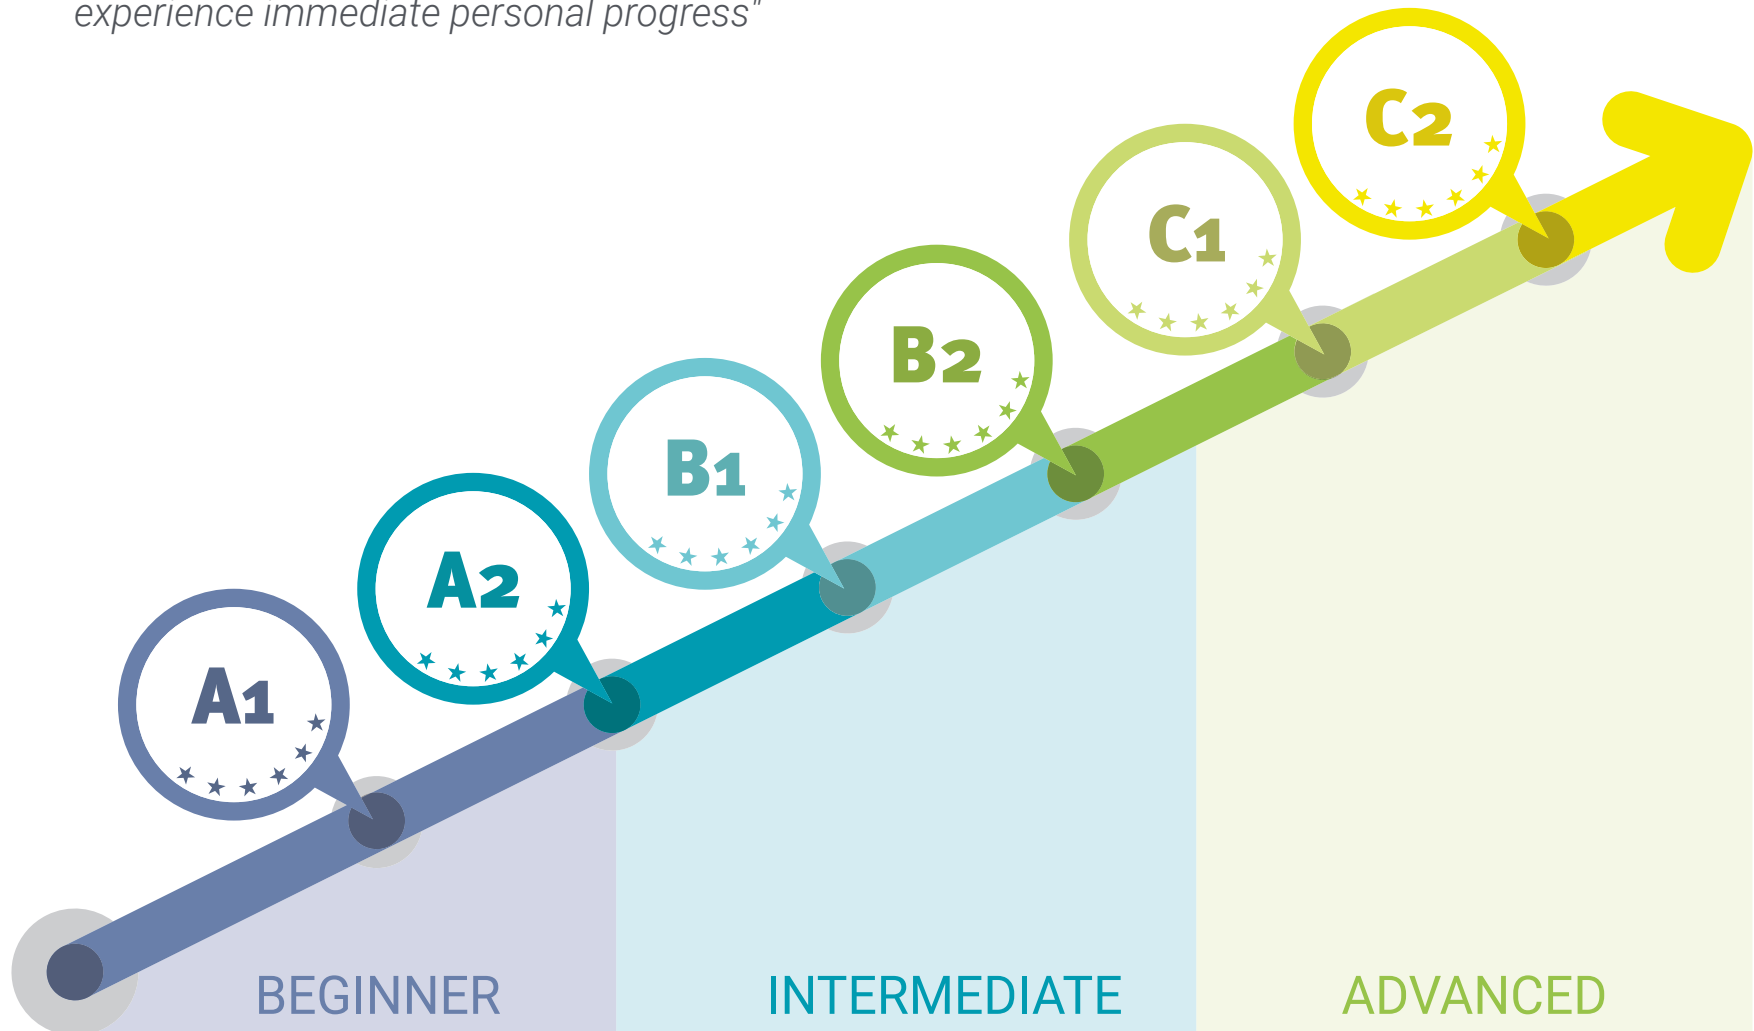 experience immediate personal progress"
C2
C1
B2
B1
A2
A1
BEGINNER
INTERMEDIATE
ADVANCED